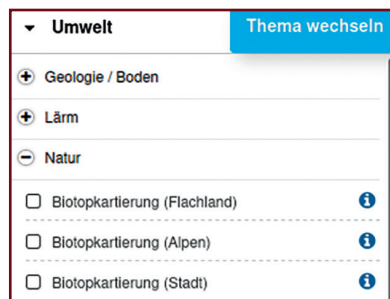 Umwelt
Thema wechseln
Geologie / Boden
Lärm
Natur
Biotopkartierung (Flachland)
Biotopkartierung (Alpen)
Biotopkartierung (Stadt)